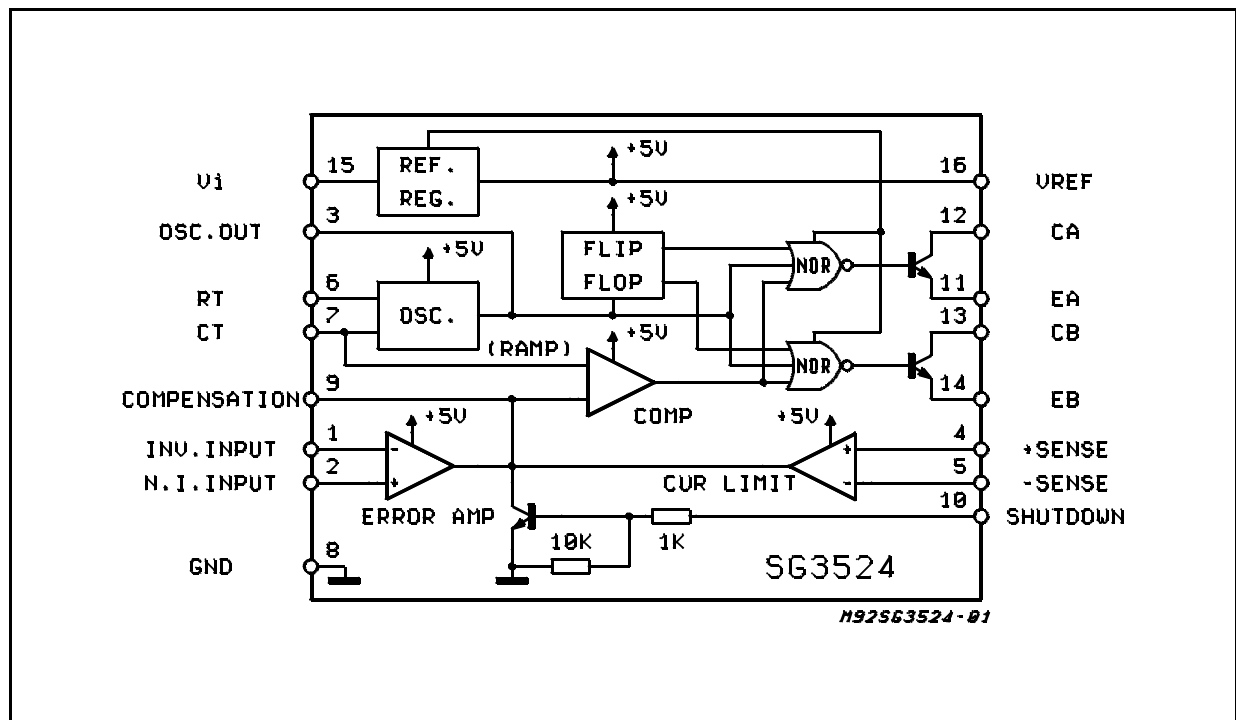 +5V
Vi
15
REF.
REG.
16
VREF
+5V
OSC.OUT
3
12
CA
+5V
FLIP
FLOP
NOR
RT
6
11
EA
OSC.
CT
7
13
CB
(RAMP)
+5V
NOR
COMPENSATION
9
14
EB
COMP
+5V
+5V
INV.INPUT
1
-
+
4
+SENSE
N.I.INPUT
2
+
-
5
-SENSE
CUR LIMIT
ERROR AMP
10
SHUTDOWN
10K
1K
GND
8
SG3524
M92SG3524-01